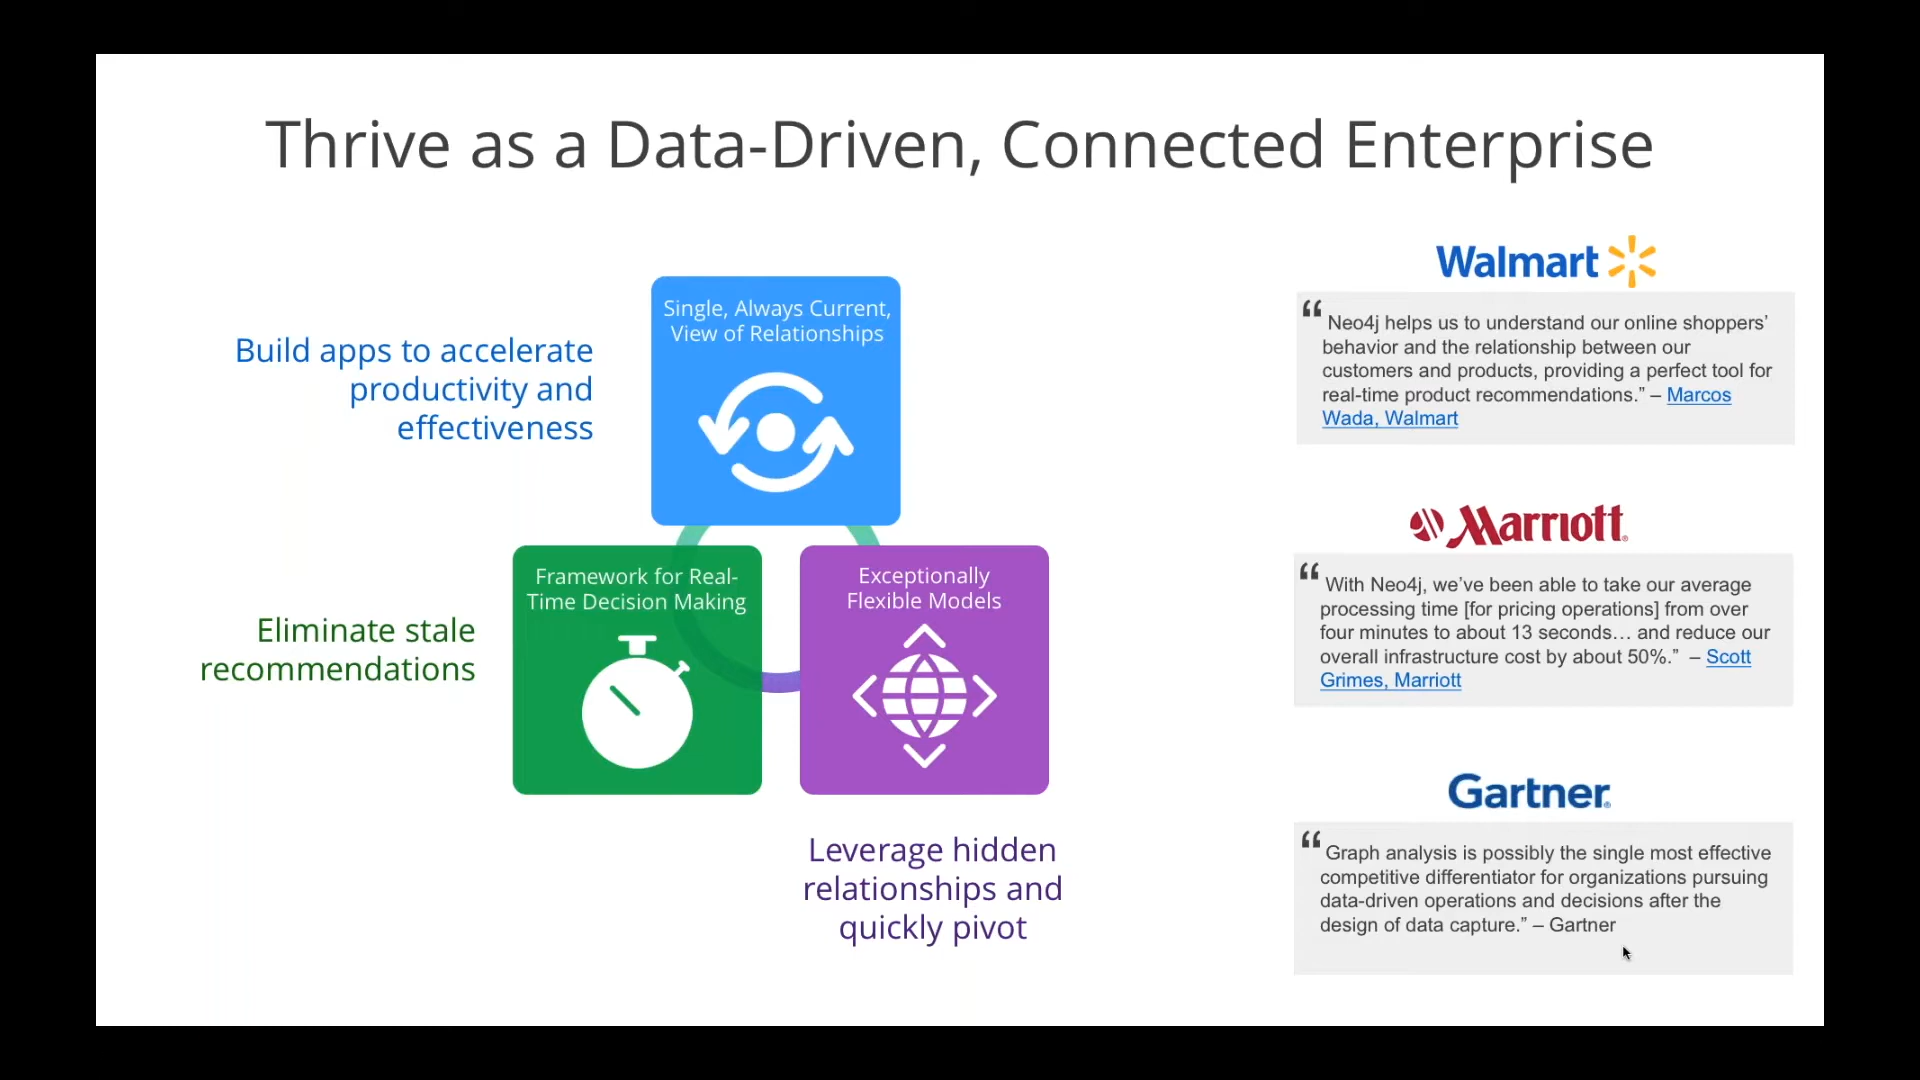 Thrive as a Data-Driven, Connected Enterprise
Build apps to accelerate
productivity and
effectiveness
Single, Always Current,
View of Relationships
Eliminate stale
recommendations
Framework for Real-
Time Decision Making
Exceptionally
Flexible Models
Leverage hidden
relationships and
quickly pivot
Walmart
“ Neo4j helps us to understand our online shoppers’
behavior and the relationship between our
customers and products, providing a perfect tool for
real-time product recommendations.” – Marcos
Wada, Walmart
Marriott®
“ With Neo4j, we’ve been able to take our average
processing time [for pricing operations] from over
four minutes to about 13 seconds… and reduce our
overall infrastructure cost by about 50%.” – Scott
Grimes, Marriott
Gartner®
“ Graph analysis is possibly the single most effective
competitive differentiator for organizations pursuing
data-driven operations and decisions after the
design of data capture.” – Gartner